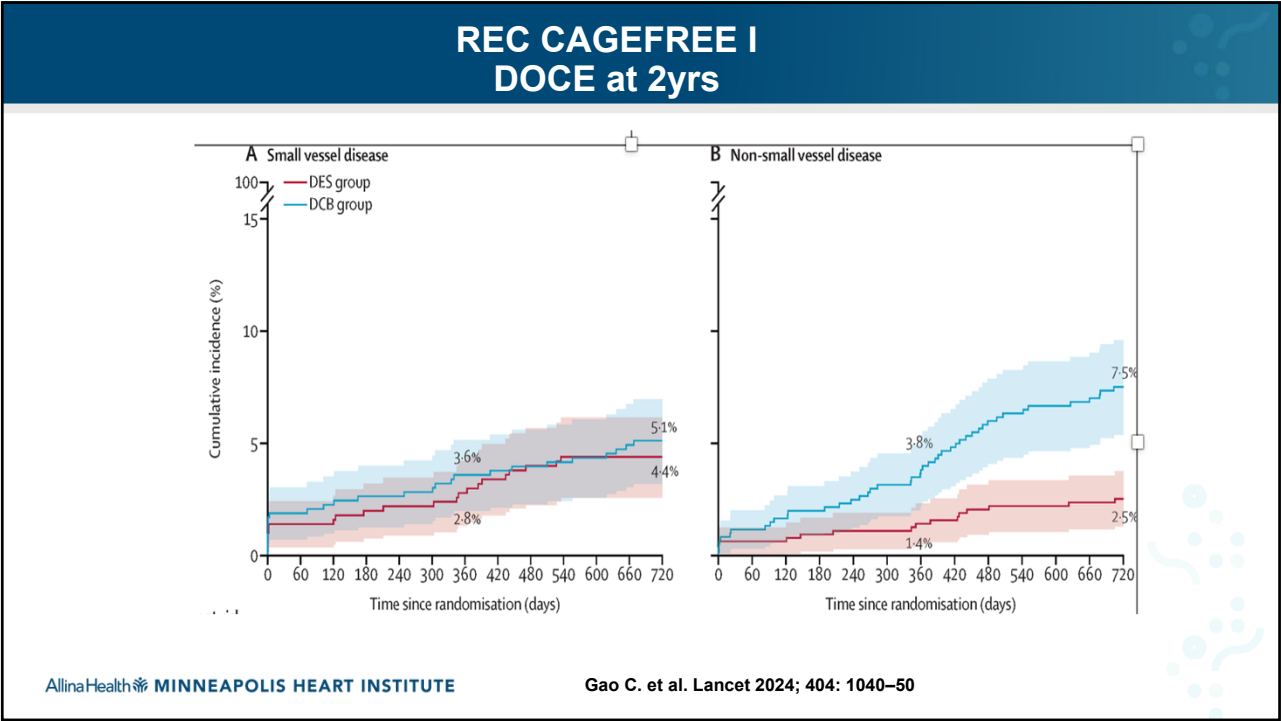 REC CAGEFREE I
DOCE at 2yrs
A Small vessel disease
DES group
DCB group
100
15
10
5
0
Cumulative incidence (%)
3·6%
2·8%
5·1%
4·4%
0 60 120 180 240 300 360 420 480 540 600 660 720
Time since randomisation (days)
B Non-small vessel disease
3·8%
1·4%
7·5%
2·5%
0 60 120 180 240 300 360 420 480 540 600 660 720
Time since randomisation (days)
AllinaHealth MINNEAPOLIS HEART INSTITUTE
Gao C. et al. Lancet 2024; 404: 1040–50